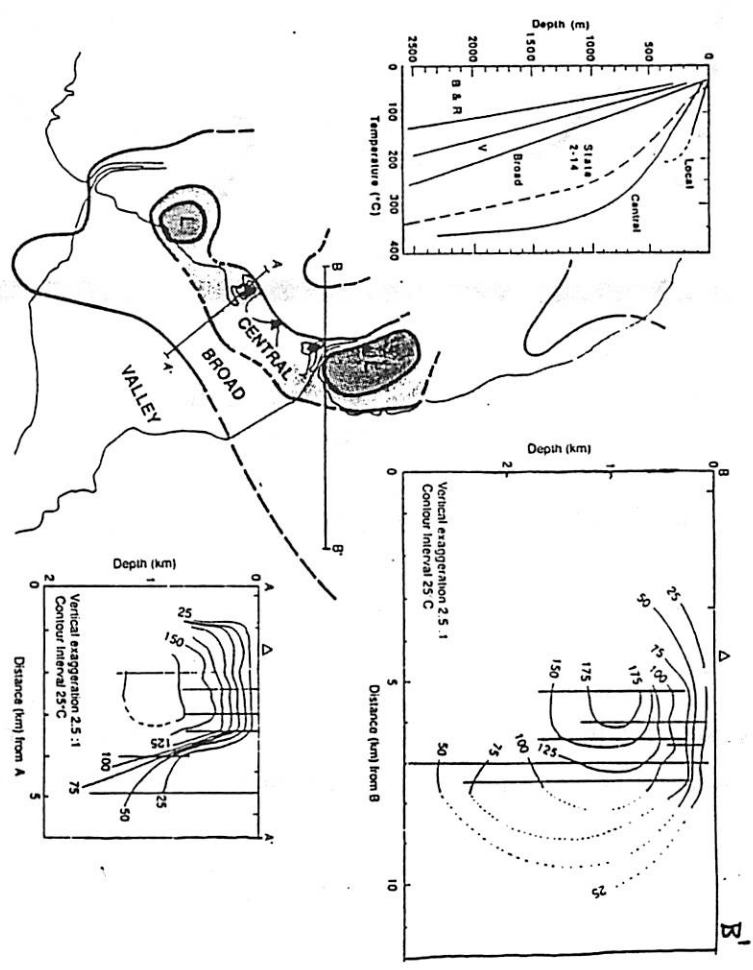 Temperature (°C)
0
100
200
300
400
Depth (m)
0
500
1000
1500
2000
2500
Local
Central
State
2-14
Broad
V
B & R
B
B'
A
A'
L
CENTRAL
BROAD
VALLEY
B
B'
Depth (km)
1
2
0
5
10
Distance (km) from B
25
50
75
100
175
175
150
125
100
75
50
25
Vertical exaggeration 2.5 :1
Contour Interval 25°C
A
A'
Depth (km)
0
1
2
0
5
Distance (km) from A
25
150
125
100
75
50
25
Vertical exaggeration 2.5 :1
Contour Interval 25°C